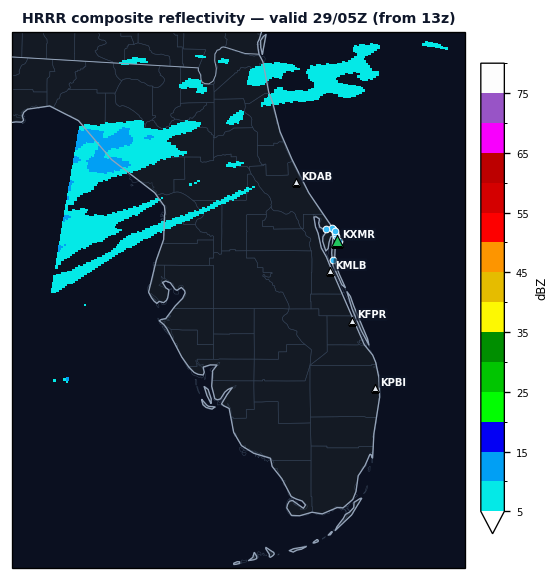 HRRR composite reflectivity — valid 29/05Z (from 13z)
75
65
55
45
35
25
15
5
dBZ
KDAB
KXMR
KMLB
KFPR
KPBI